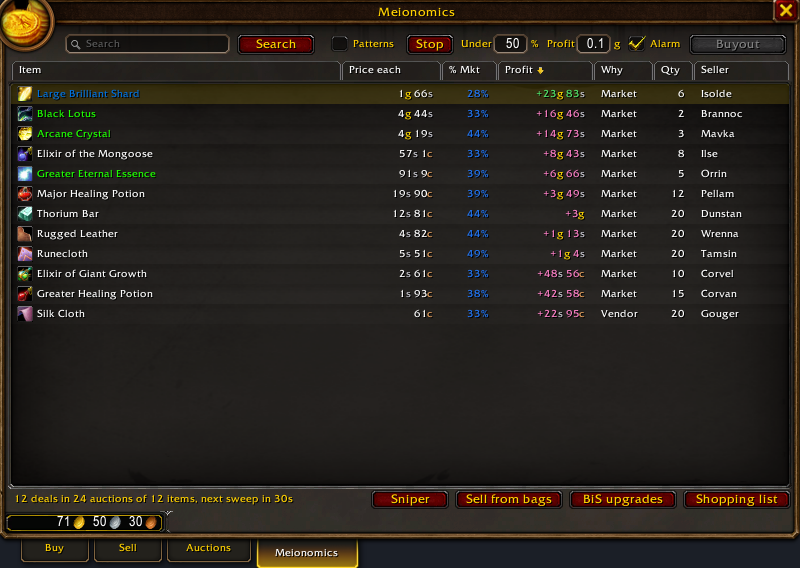 Meionomics
Search Search Patterns Stop Under 50 % Profit 0.1 g Alarm Buyout
Item Price each % Mkt Profit Why Qty Seller
Large Brilliant Shard 1g 66s 28% +23g 83s Market 6 Isolde
Black Lotus 4g 44s 33% +16g 46s Market 2 Brannoc
Arcane Crystal 4g 19s 44% +14g 73s Market 3 Mavka
Elixir of the Mongoose 57s 1c 33% +8g 43s Market 8 Ilse
Greater Eternal Essence 91s 9c 39% +6g 66s Market 5 Orrin
Major Healing Potion 19s 90c 39% +3g 49s Market 12 Pellam
Thorium Bar 12s 81c 44% +3g Market 20 Dunstan
Rugged Leather 4s 82c 44% +1g 13s Market 20 Wrenna
Runecloth 5s 51c 49% +1g 4s Market 20 Tamsin
Elixir of Giant Growth 2s 61c 33% +48s 56c Market 10 Corvel
Greater Healing Potion 1s 93c 38% +42s 58c Market 15 Corvan
Silk Cloth 61c 33% +22s 95c Vendor 20 Gouger
12 deals in 24 auctions of 12 items, next sweep in 30s Sniper Sell from bags BiS upgrades Shopping list
71 50 30
Buy Sell Auctions Meionomics